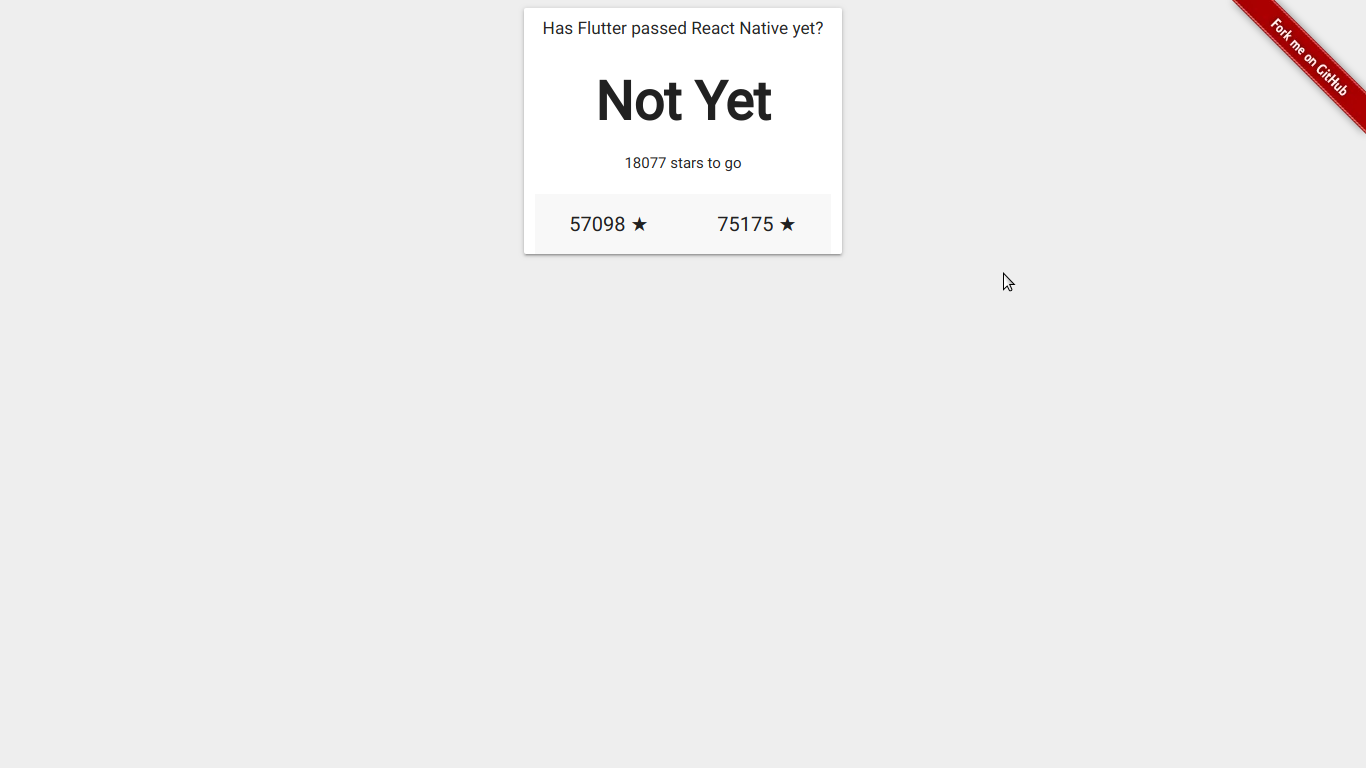 Has Flutter passed React Native yet?
Not Yet
18077 stars to go
57098 ★ 75175 ★
Fork me on GitHub